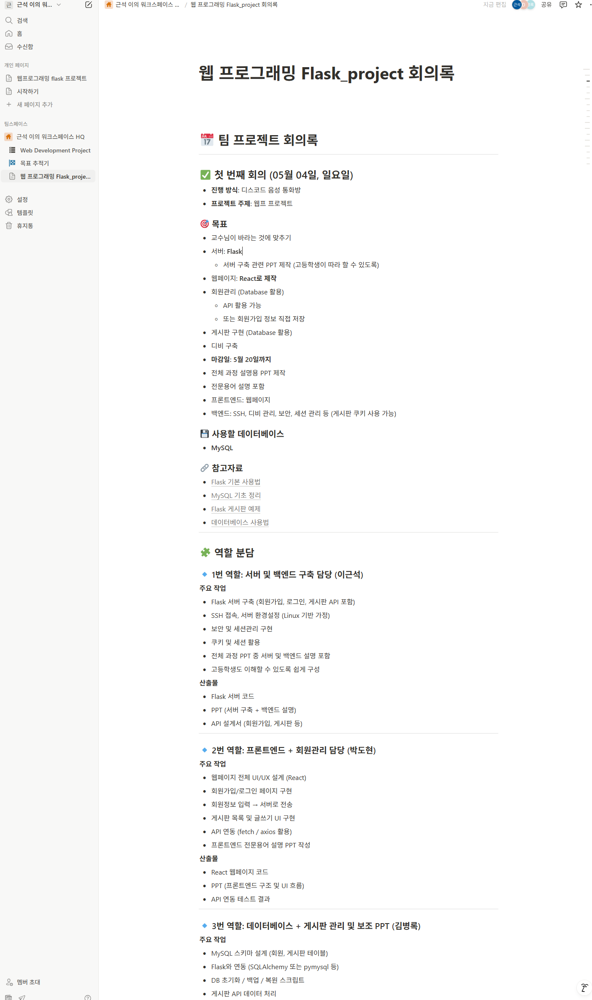 근 근석 이의 워...
검색
홈
수신함
개인 페이지
웹프로그래밍 flask 프로젝트
시작하기
새 페이지 추가
팀스페이스
근석 이의 워크스페이스 HQ
Web Development Project
목표 추적기
웹 프로그래밍 Flask_proje...
설정
템플릿
휴지통
멤버 초대
근석 이의 워크스페이스 ... / 웹 프로그래밍 Flask_project 회의록
지금 편집 근석 D 공유
웹 프로그래밍 Flask_project 회의록
JUL 17 팀 프로젝트 회의록
✅ 첫 번째 회의 (05월 04일, 일요일)
• 진행 방식: 디스코드 음성 통화방
• 프로젝트 주제: 웹프 프로젝트
🎯 목표
• 교수님이 바라는 것에 맞추기
• 서버: Flask
◦ 서버 구축 관련 PPT 제작 (고등학생이 따라 할 수 있도록)
• 웹페이지: React로 제작
• 회원관리 (Database 활용)
◦ API 활용 가능
◦ 또는 회원가입 정보 직접 저장
• 게시판 구현 (Database 활용)
• 디비 구축
• 마감일: 5월 20일까지
• 전체 과정 설명용 PPT 제작
• 전문용어 설명 포함
• 프론트엔드: 웹페이지
• 백엔드: SSH, 디비 관리, 보안, 세션 관리 등 (게시판 쿠키 사용 가능)
💾 사용할 데이터베이스
• MySQL
🔗 참고자료
• Flask 기본 사용법
• MySQL 기초 정리
• Flask 게시판 예제
• 데이터베이스 사용법
🧩 역할 분담
🔹 1번 역할: 서버 및 백엔드 구축 담당 (이근석)
주요 작업
• Flask 서버 구축 (회원가입, 로그인, 게시판 API 포함)
• SSH 접속, 서버 환경설정 (Linux 기반 가정)
• 보안 및 세션관리 구현
• 쿠키 및 세션 활용
• 전체 과정 PPT 중 서버 및 백엔드 설명 포함
• 고등학생도 이해할 수 있도록 쉽게 구성
산출물
• Flask 서버 코드
• PPT (서버 구축 + 백엔드 설명)
• API 설계서 (회원가입, 게시판 등)
🔹 2번 역할: 프론트엔드 + 회원관리 담당 (박도현)
주요 작업
• 웹페이지 전체 UI/UX 설계 (React)
• 회원가입/로그인 페이지 구현
• 회원정보 입력 → 서버로 전송
• 게시판 목록 및 글쓰기 UI 구현
• API 연동 (fetch / axios 활용)
• 프론트엔드 전문용어 설명 PPT 작성
산출물
• React 웹페이지 코드
• PPT (프론트엔드 구조 및 UI 흐름)
• API 연동 테스트 결과
🔹 3번 역할: 데이터베이스 + 게시판 관리 및 보조 PPT (김병록)
주요 작업
• MySQL 스키마 설계 (회원, 게시판 테이블)
• Flask와 연동 (SQLAlchemy 또는 pymysql 등)
• DB 초기화 / 백업 / 복원 스크립트
• 게시판 API 데이터 처리